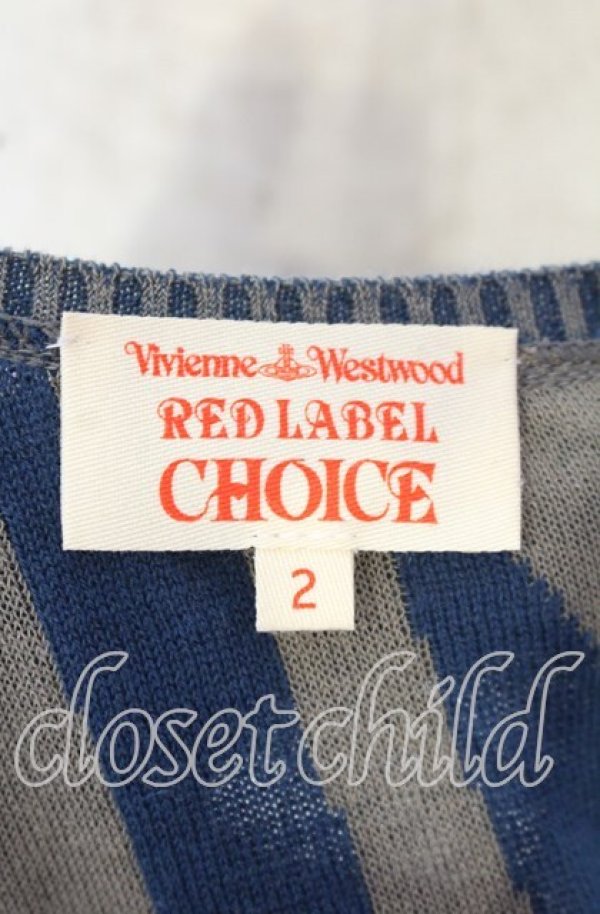 Vivienne Westwood
RED LABEL
CHOICE
2
closet child